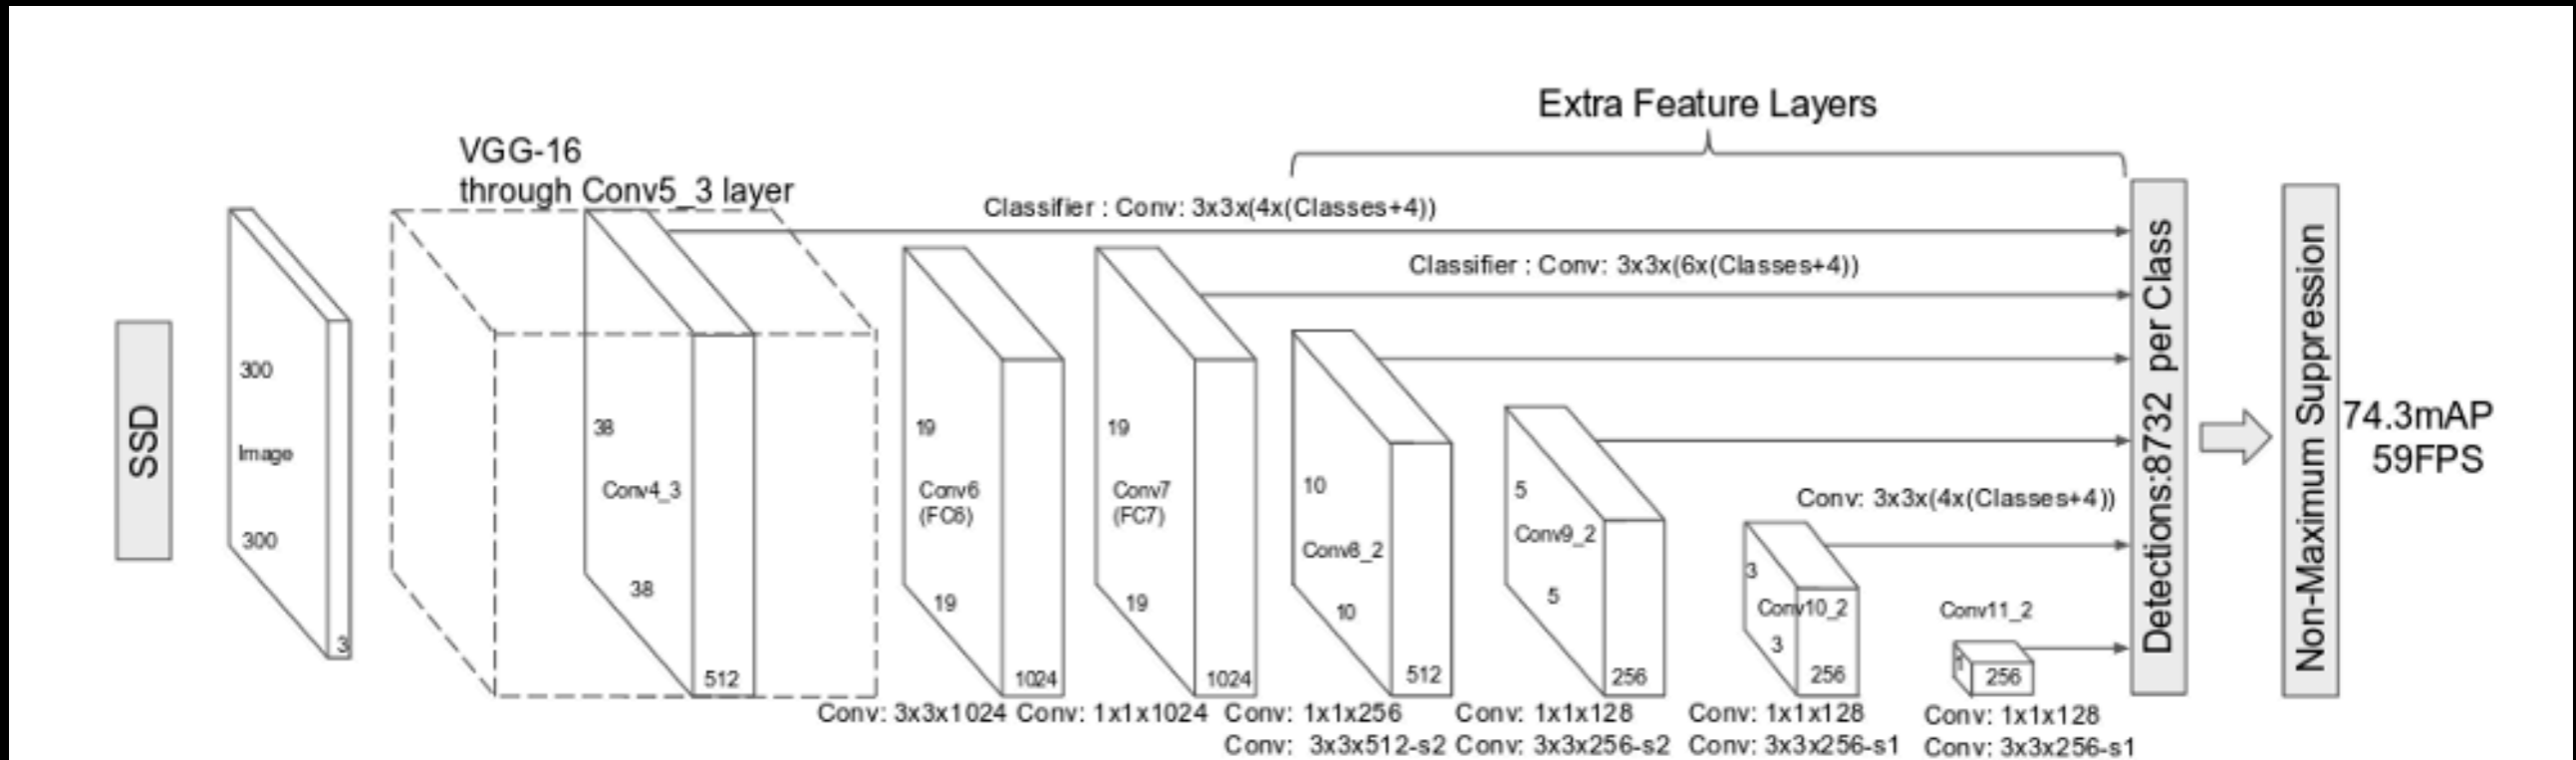 Extra Feature Layers
VGG-16
through Conv5_3 layer
Classifier : Conv: 3x3x(4x(Classes+4))
Classifier : Conv: 3x3x(6x(Classes+4))
SSD
300
Image
300
3
38
Conv4_3
38
512
19
Conv6
(FC6)
19
1024
19
Conv7
(FC7)
19
1024
10
Conv8_2
10
512
5
Conv9_2
5
256
Conv: 3x3x(4x(Classes+4))
3
Conv10_2
3
256
Conv11_2
1
256
Detections:8732 per Class
Non-Maximum Suppression
74.3mAP
59FPS
Conv: 3x3x1024
Conv: 1x1x1024
Conv: 1x1x256
Conv: 3x3x512-s2
Conv: 1x1x128
Conv: 3x3x256-s2
Conv: 1x1x128
Conv: 3x3x256-s1
Conv: 1x1x128
Conv: 3x3x256-s1